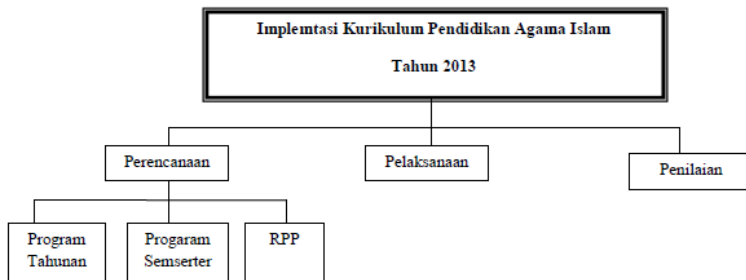 Implemtasi Kurikulum Pendidikan Agama Islam
Tahun 2013
Perencanaan
Pelaksanaan
Penilaian
Program
Tahunan
Progaram
Semserter
RPP